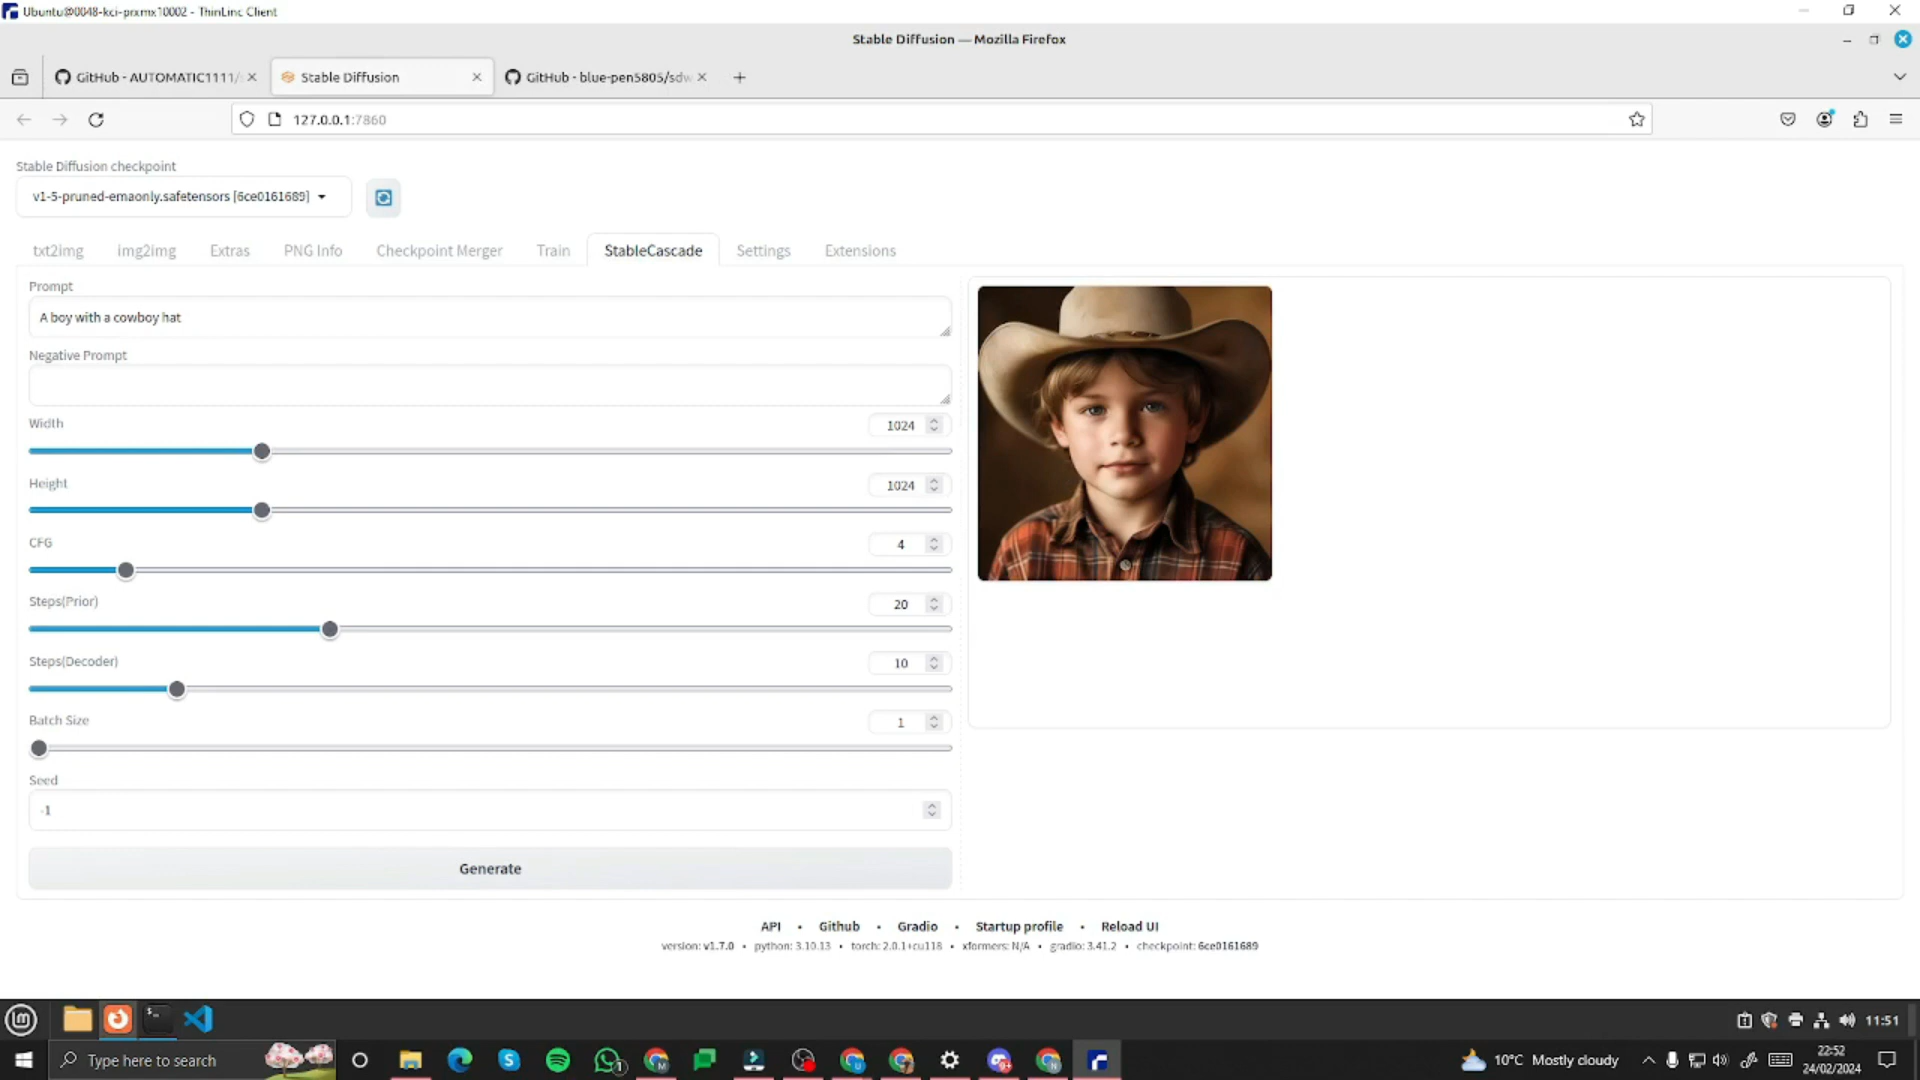 Ubuntu@0048-kci-prxmx10002 - ThinLinc Client
Stable Diffusion — Mozilla Firefox
GitHub - AUTOMATIC1111/
Stable Diffusion
GitHub - blue-pen5805/sdw
127.0.0.1:7860
Stable Diffusion checkpoint
v1-5-pruned-emaonly.safetensors [6ce0161689]
txt2img
img2img
Extras
PNG Info
Checkpoint Merger
Train
StableCascade
Settings
Extensions
Prompt
A boy with a cowboy hat
Negative Prompt
Width
1024
Height
1024
CFG
4
Steps(Prior)
20
Steps(Decoder)
10
Batch Size
1
Seed
-1
Generate
API • Github • Gradio • Startup profile • Reload UI
version: v1.7.0 • python: 3.10.13 • torch: 2.0.1+cu118 • xformers: N/A • gradio: 3.41.2 • checkpoint: 6ce0161689
11:51
Type here to search
10°C Mostly cloudy
22:52
24/02/2024